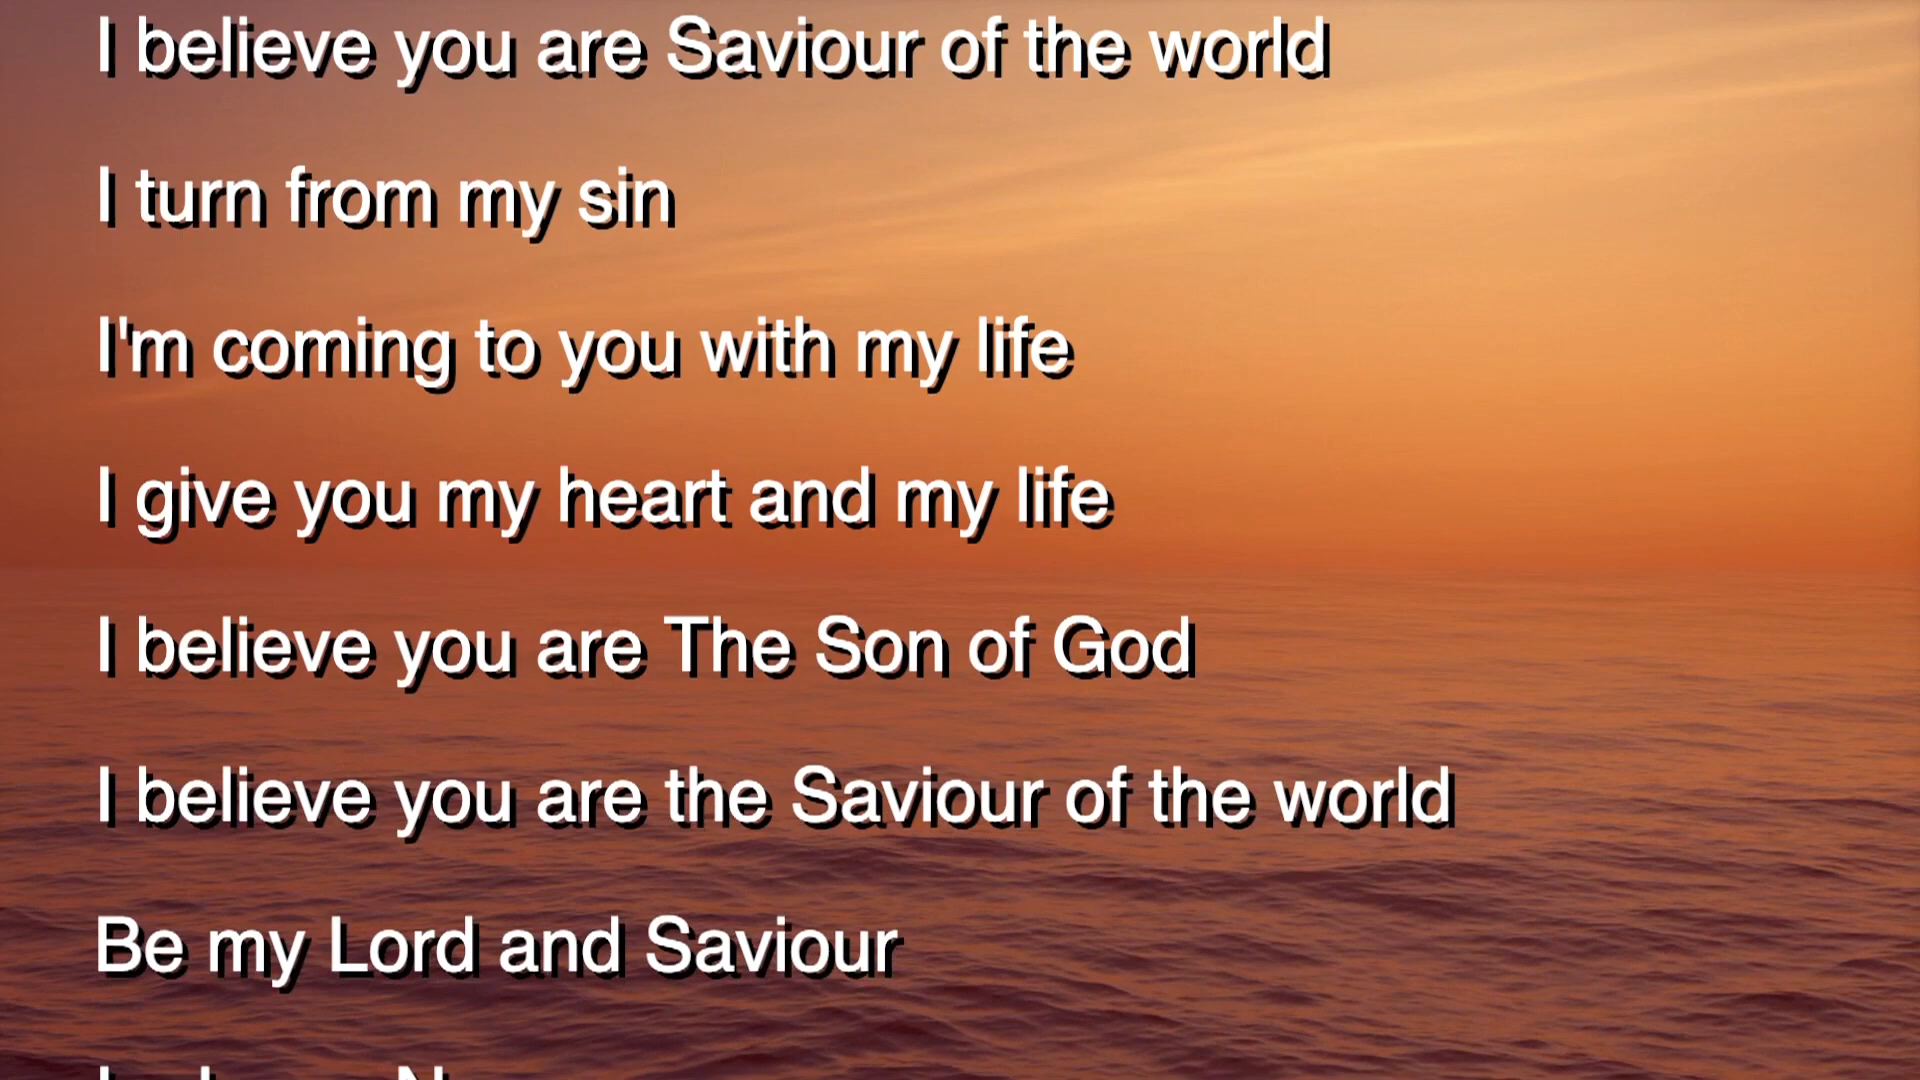 I believe you are Saviour of the world
I turn from my sin
I'm coming to you with my life
I give you my heart and my life
I believe you are The Son of God
I believe you are the Saviour of the world
Be my Lord and Saviour